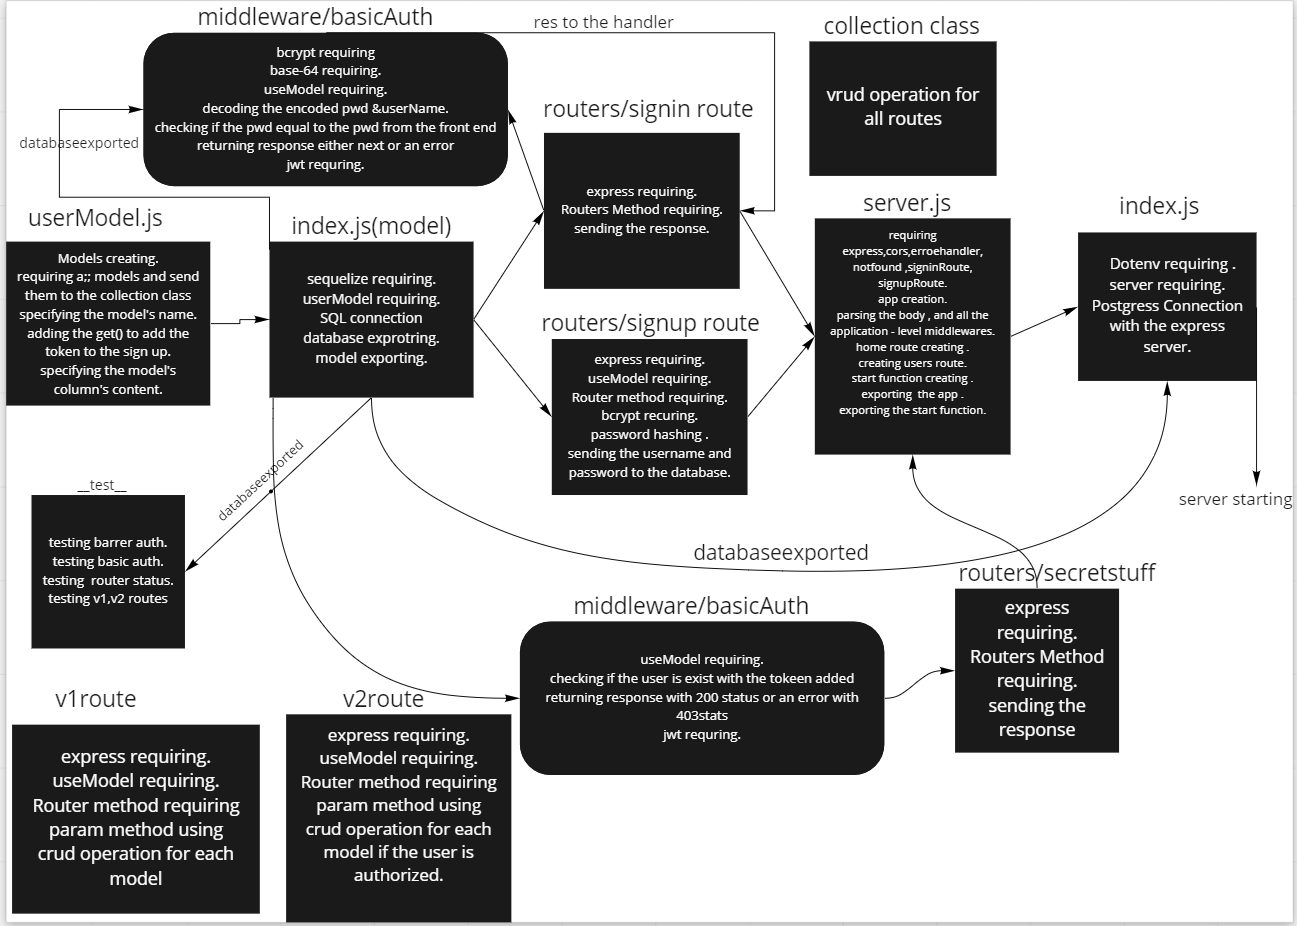 middleware/basicAuth
bcrypt requiring
base-64 requiring.
useModel requiring.
decoding the encoded pwd &userName.
checking if the pwd equal to the pwd from the front end
returning response either next or an error
jwt requring.
res to the handler
collection class
vrud operation for
all routes
routers/signin route
express requiring.
Routers Method requiring.
sending the response.
databaseexported
userModel.js
Models creating.
requiring a;; models and send
them to the collection class
specifying the model's name.
adding the get() to add the
token to the sign up.
specifying the model's
column's content.
index.js(model)
sequelize requiring.
userModel requiring.
SQL connection
database exprotring.
model exporting.
routers/signup route
express requiring.
useModel requiring.
Router method requiring.
bcrypt recuring.
password hashing .
sending the username and
password to the database.
server.js
requiring
express,cors,erroehandler,
notfound ,signinRoute,
signupRoute.
app creation.
parsing the body , and all the
application - level middlewares.
home route creating .
creating users route.
start function creating .
exporting  the app .
exporting the start function.
index.js
Dotenv requiring .
server requiring.
Postgress Connection
with the express
server.
server starting
databaseexported
__test__
testing barrer auth.
testing basic auth.
testing  router status.
testing v1,v2 routes
databaseexported
middleware/basicAuth
useModel requiring.
checking if the user is exist with the tokeen added
returning response with 200 status or an error with
403stats
jwt requring.
routers/secretstuff
express
requiring.
Routers Method
requiring.
sending the
response
v1route
express requiring.
useModel requiring.
Router method requiring
param method using
crud operation for each
model
v2route
express requiring.
useModel requiring.
Router method requiring
param method using
crud operation for each
model if the user is
authorized.